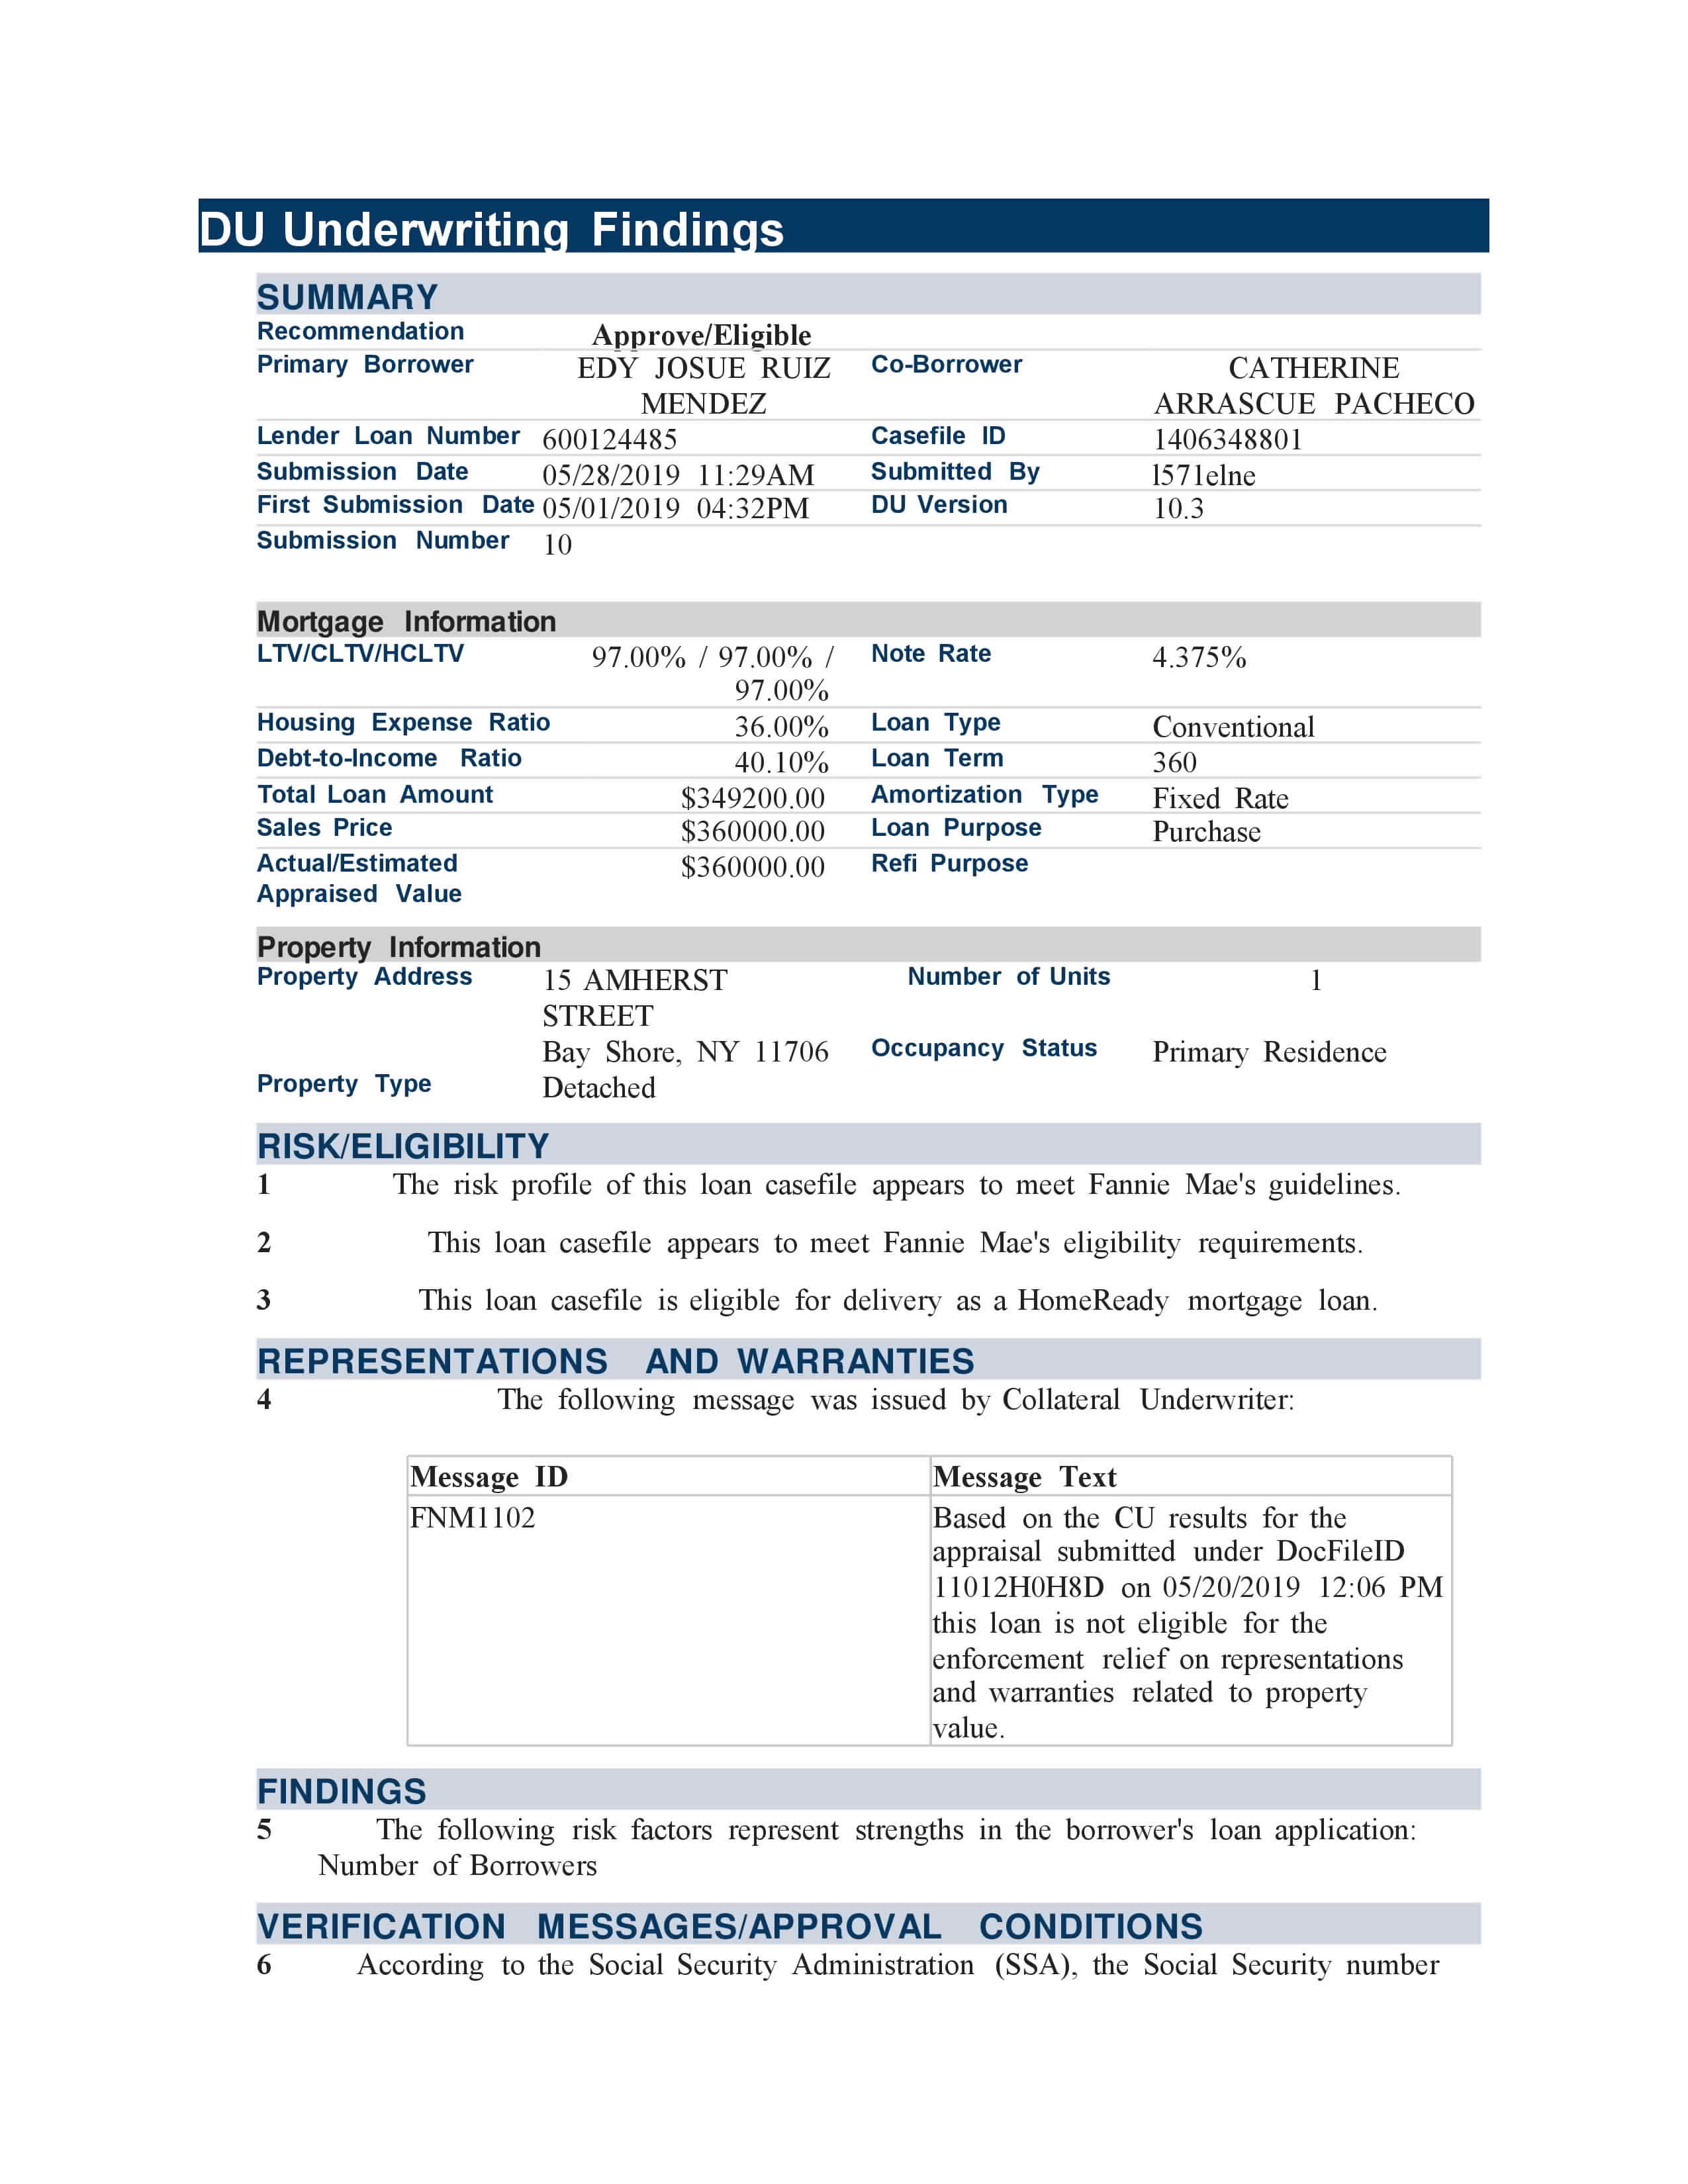 DU Underwriting Findings
SUMMARY
Recommendation Approve/Eligible
Primary Borrower EDY JOSUE RUIZ MENDEZ Co-Borrower CATHERINE ARRASCUE PACHECO
Lender Loan Number 600124485 Casefile ID 1406348801
Submission Date 05/28/2019 11:29AM Submitted By l571elne
First Submission Date 05/01/2019 04:32PM DU Version 10.3
Submission Number 10
Mortgage Information
LTV/CLTV/HCLTV 97.00% / 97.00% / 97.00% Note Rate 4.375%
Housing Expense Ratio 36.00% Loan Type Conventional
Debt-to-Income Ratio 40.10% Loan Term 360
Total Loan Amount $349200.00 Amortization Type Fixed Rate
Sales Price $360000.00 Loan Purpose Purchase
Actual/Estimated Appraised Value $360000.00 Refi Purpose
Property Information
Property Address 15 AMHERST STREET Number of Units 1
Bay Shore, NY 11706 Occupancy Status Primary Residence
Property Type Detached
RISK/ELIGIBILITY
1 The risk profile of this loan casefile appears to meet Fannie Mae's guidelines.
2 This loan casefile appears to meet Fannie Mae's eligibility requirements.
3 This loan casefile is eligible for delivery as a HomeReady mortgage loan.
REPRESENTATIONS AND WARRANTIES
4 The following message was issued by Collateral Underwriter:
Message ID Message Text
FNM1102 Based on the CU results for the
appraisal submitted under DocFileID
11012H0H8D on 05/20/2019 12:06 PM
this loan is not eligible for the
enforcement relief on representations
and warranties related to property
value.
FINDINGS
5 The following risk factors represent strengths in the borrower's loan application:
Number of Borrowers
VERIFICATION MESSAGES/APPROVAL CONDITIONS
6 According to the Social Security Administration (SSA), the Social Security number